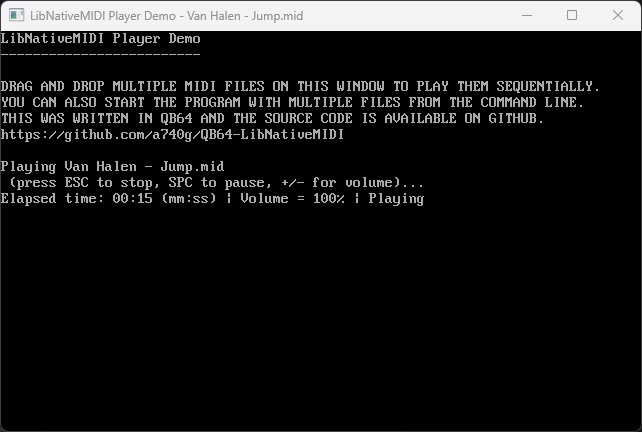 LibNativeMIDI Player Demo - Van Halen - Jump.mid
LibNativeMIDI Player Demo
-------------------------
DRAG AND DROP MULTIPLE MIDI FILES ON THIS WINDOW TO PLAY THEM SEQUENTIALLY.
YOU CAN ALSO START THE PROGRAM WITH MULTIPLE FILES FROM THE COMMAND LINE.
THIS WAS WRITTEN IN QB64 AND THE SOURCE CODE IS AVAILABLE ON GITHUB.
https://github.com/a740g/QB64-LibNativeMIDI
Playing Van Halen - Jump.mid
(press ESC to stop, SPC to pause, +/- for volume)...
Elapsed time: 00:15 (mm:ss) | Volume = 100% | Playing